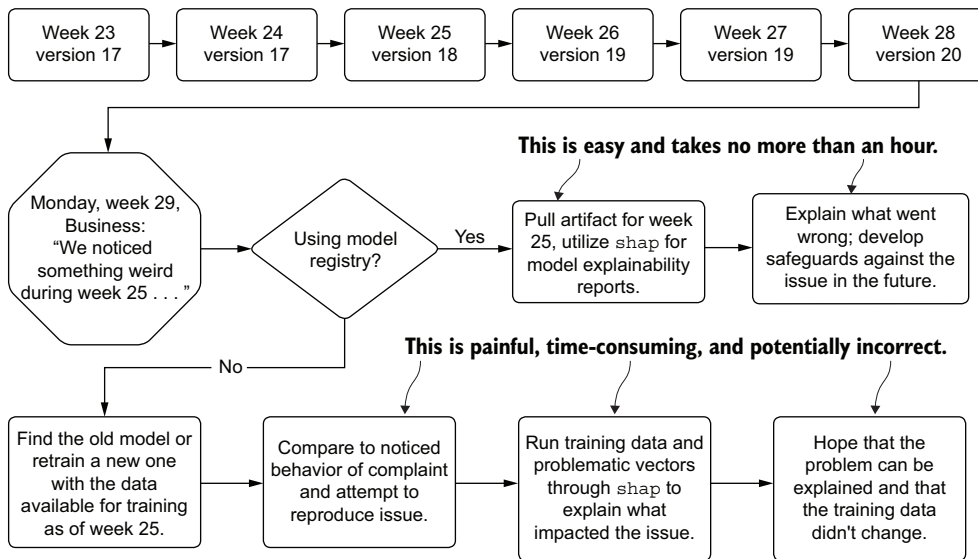 Week 23
version 17
Week 24
version 17
Week 25
version 18
Week 26
version 19
Week 27
version 19
Week 28
version 20
This is easy and takes no more than an hour.
Monday, week 29,
Business:
“We noticed
something weird
during week 25 . . .”
Using model
registry?
Yes
Pull artifact for week
25, utilize shap for
model explainability
reports.
Explain what went
wrong; develop
safeguards against the
issue in the future.
This is painful, time-consuming, and potentially incorrect.
No
Find the old model or
retrain a new one
with the data
available for training
as of week 25.
Compare to noticed
behavior of complaint
and attempt to
reproduce issue.
Run training data and
problematic vectors
through shap to
explain what
impacted the issue.
Hope that the
problem can be
explained and that
the training data
didn't change.